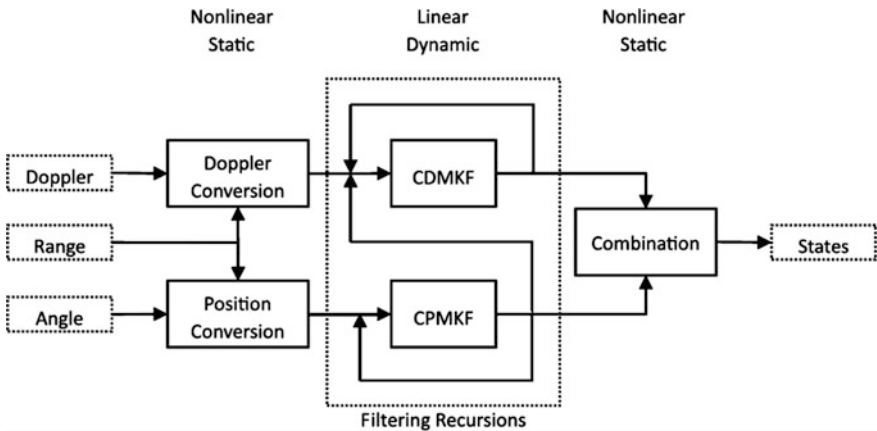 Nonlinear
Static
Linear
Dynamic
Nonlinear
Static
Doppler
Doppler
Conversion
CDMKF
Range
Combination
States
Angle
Position
Conversion
CPMKF
Filtering Recursions